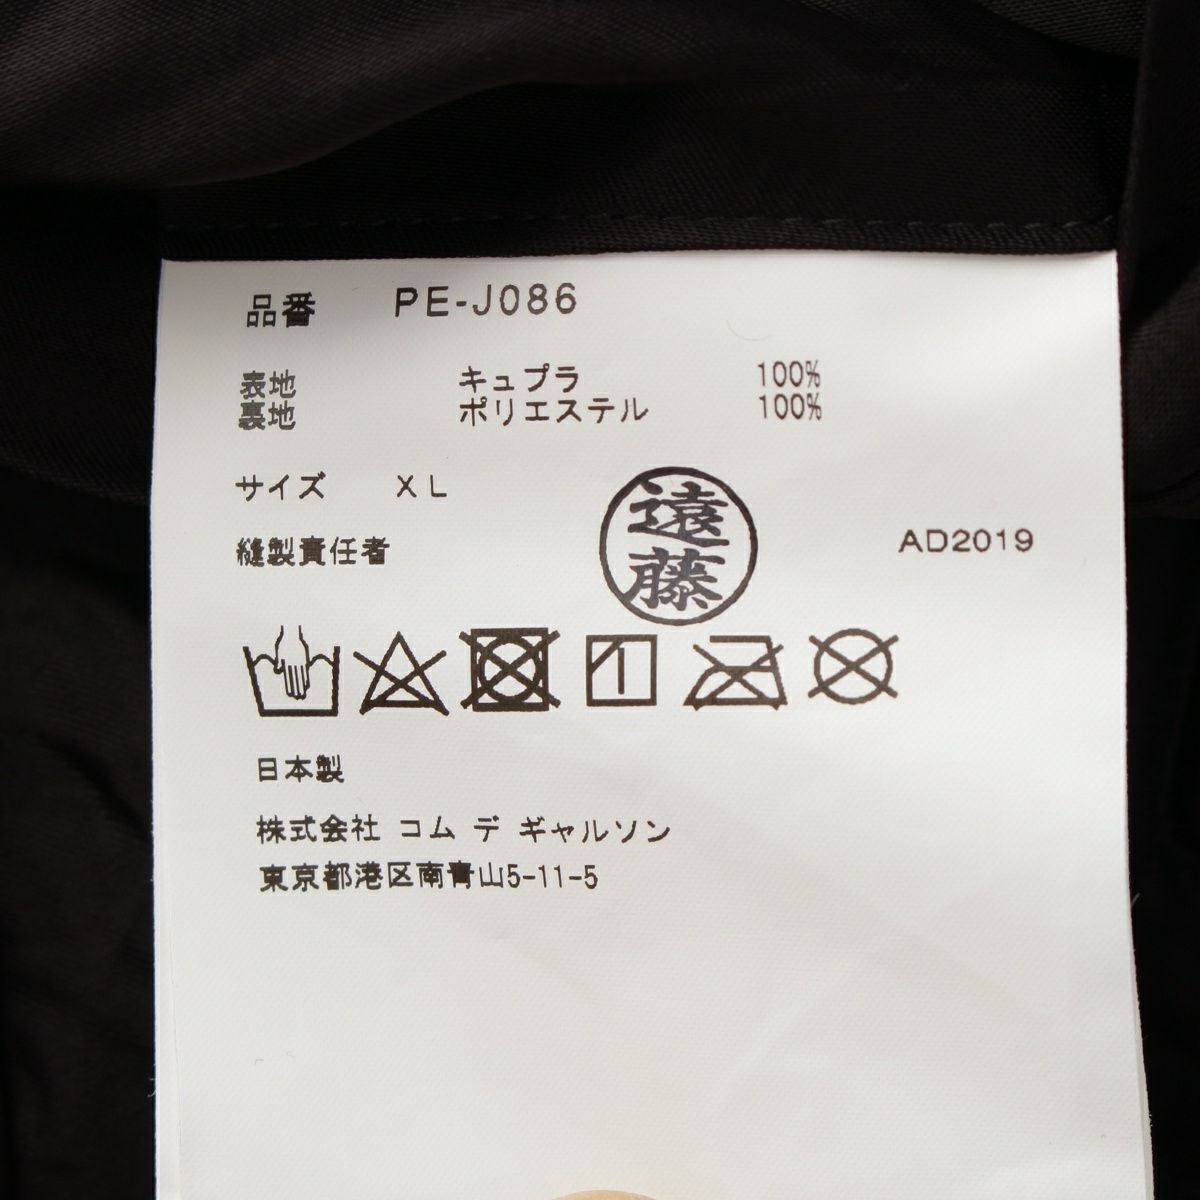 品番 PE-J086
表地 キュプラ 100%
裏地 ポリエステル 100%
サイズ XL
縫製責任者 遠藤 AD2019
日本製
株式会社 コム デ ギャルソン
東京都港区南青山5-11-5